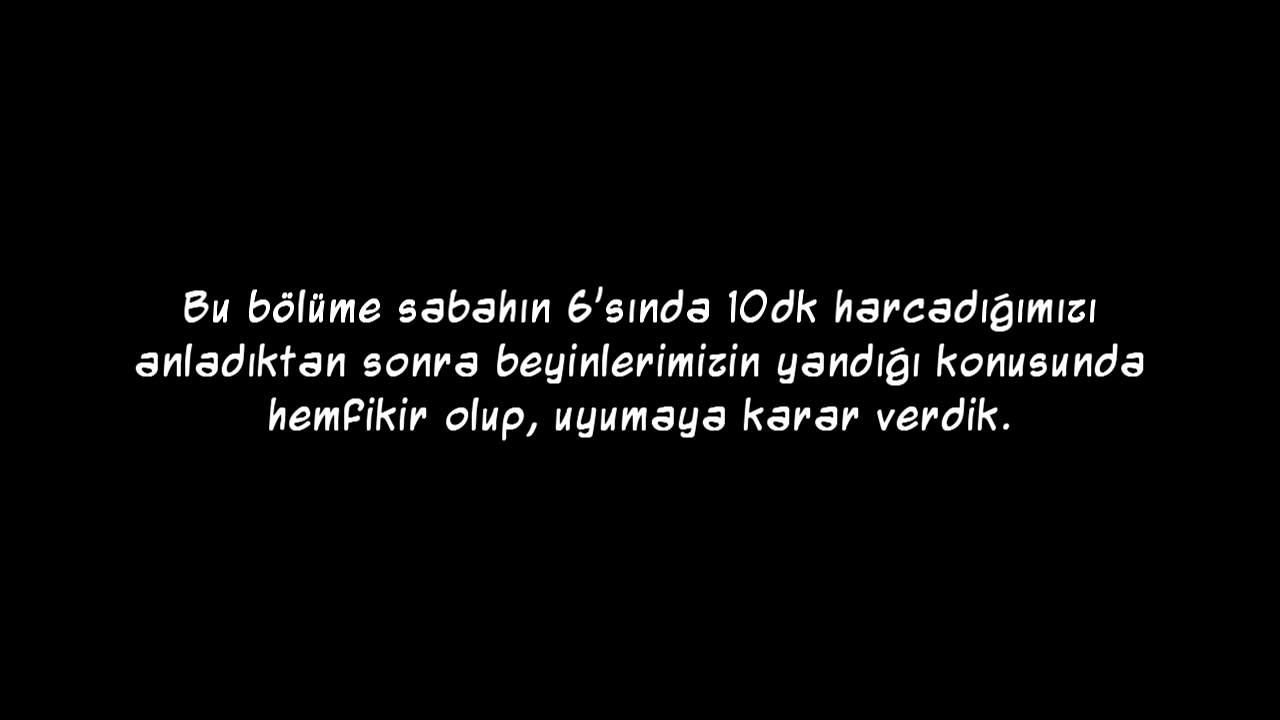 Bu bölüme sabahın 6'sında 10dk harcadığımızı
anladıktan sonra beyinlerimizin yandığı konusunda
hemfikir olup, uyumaya karar verdik.